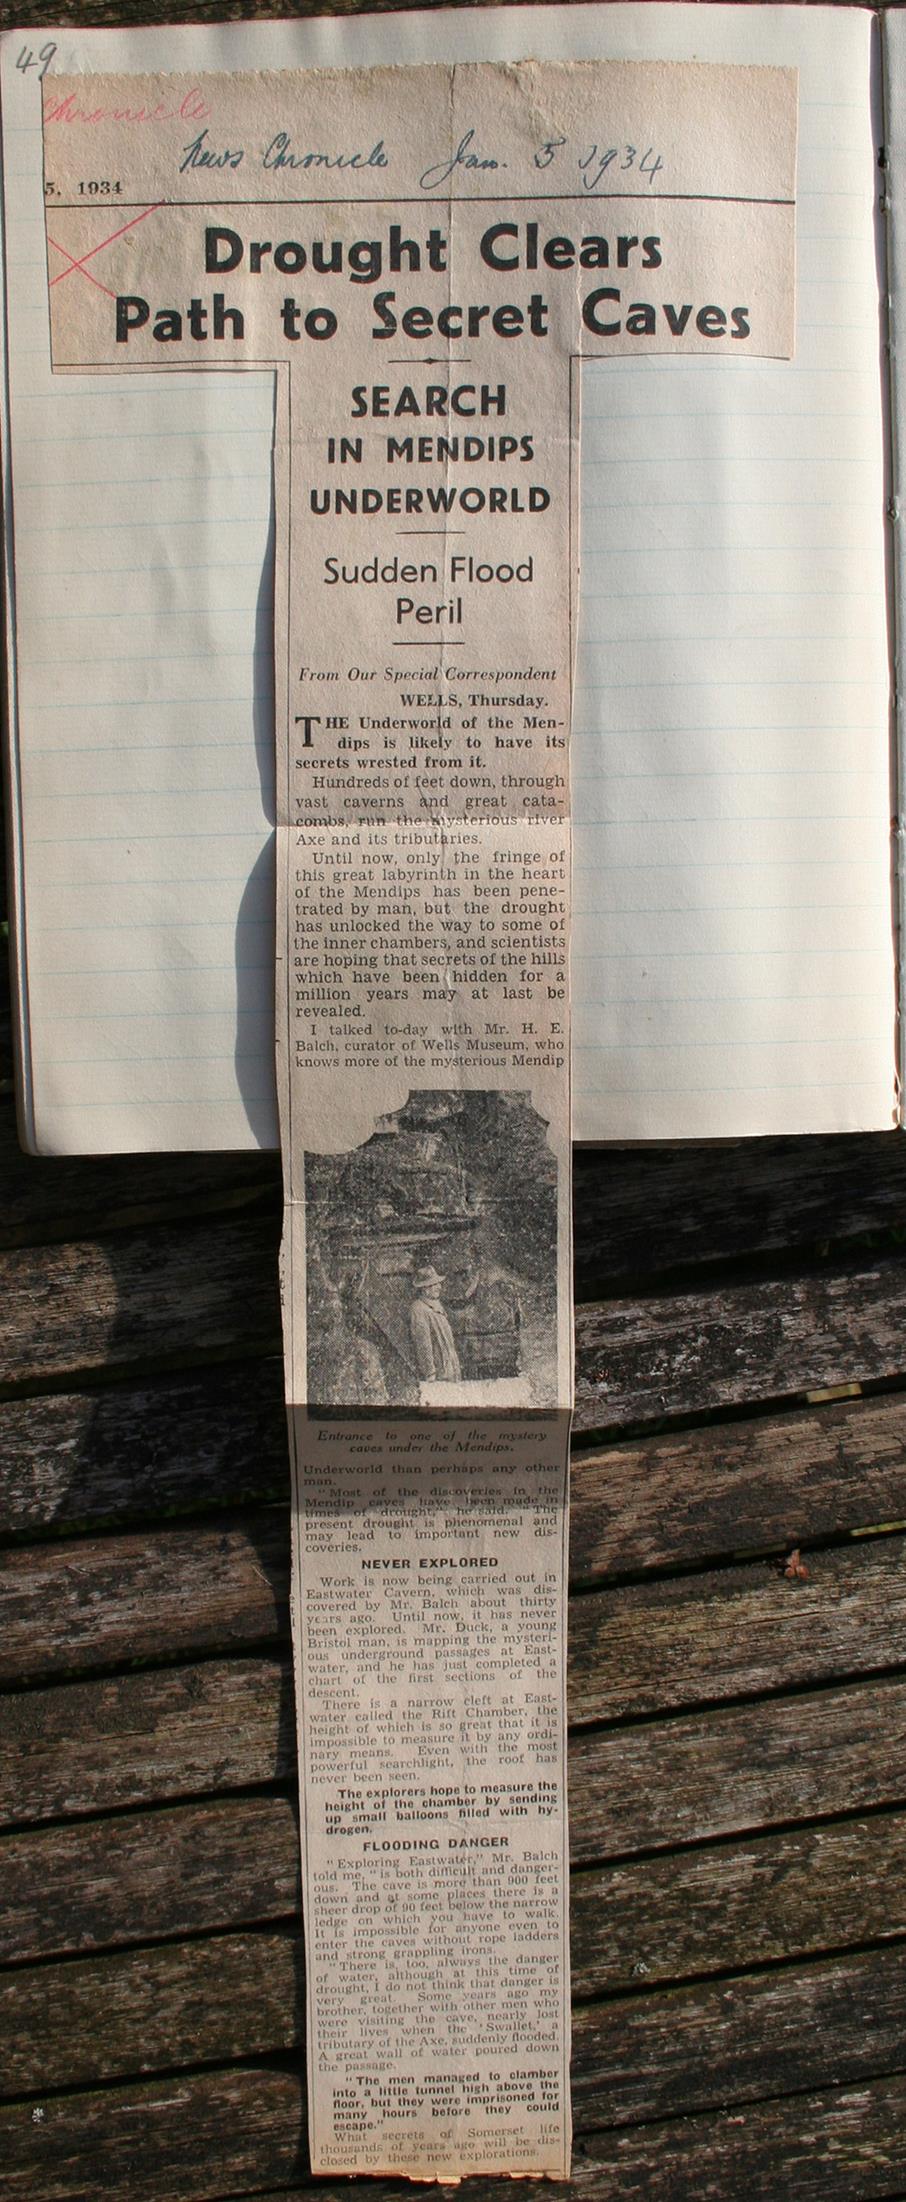 49
Chronicle
News Chronicle Jan. 5 1934
5, 1934
Drought Clears
Path to Secret Caves
SEARCH
IN MENDIPS
UNDERWORLD
Sudden Flood
Peril
From Our Special Correspondent
WELLS, Thursday.
THE Underworld of the Men-
dips is likely to have its
secrets wrested from it.
Hundreds of feet down, through
vast caverns and great cata-
combs, run the mysterious river
Axe and its tributaries.
Until now, only the fringe of
this great labyrinth in the heart
of the Mendips has been pene-
trated by man, but the drought
has unlocked the way to some of
the inner chambers, and scientists
are hoping that secrets of the hills
which have been hidden for a
million years may at last be
revealed.
I talked to-day with Mr. H. E.
Balch, curator of Wells Museum, who
knows more of the mysterious Mendip
Entrance to one of the mystery
caves under the Mendips.
Underworld than perhaps any other
man.
"Most of the discoveries in the
Mendip caves have been made in
times of drought," he said. "The
present drought is phenomenal and
may lead to important new dis-
coveries.
NEVER EXPLORED
Work is now being carried out in
Eastwater Cavern, which was dis-
covered by Mr. Balch about thirty
years ago. Until now, it has never
been explored. Mr. Duck, a young
Bristol man, is mapping the mysteri-
ous underground passages at East-
water, and he has just completed a
chart of the first sections of the
descent.
There is a narrow cleft at East-
water called the Rift Chamber, the
height of which is so great that it is
impossible to measure it by any ordi-
nary means. Even with the most
powerful searchlight, the roof has
never been seen.
The explorers hope to measure the
height of the chamber by sending
up small balloons filled with hy-
drogen.
FLOODING DANGER
"Exploring Eastwater," Mr. Balch
told me, "is both difficult and danger-
ous. The cave is more than 900 feet
down and at some places there is a
sheer drop of 90 feet below the narrow
ledge on which you have to walk.
It is impossible for anyone even to
enter the caves without rope ladders
and strong grappling irons.
"There is, too, always the danger
of water, although at this time of
drought, I do not think that danger is
very great. Some years ago my
brother, together with other men who
were visiting the cave, nearly lost
their lives when the 'Swallet,' a
tributary of the Axe, suddenly flooded.
A great wall of water poured down
the passage.
"The men managed to clamber
into a little tunnel high above the
floor, but they were imprisoned for
many hours before they could
escape."
What secrets of Somerset life
thousands of years ago will be dis-
closed by these new explorations.